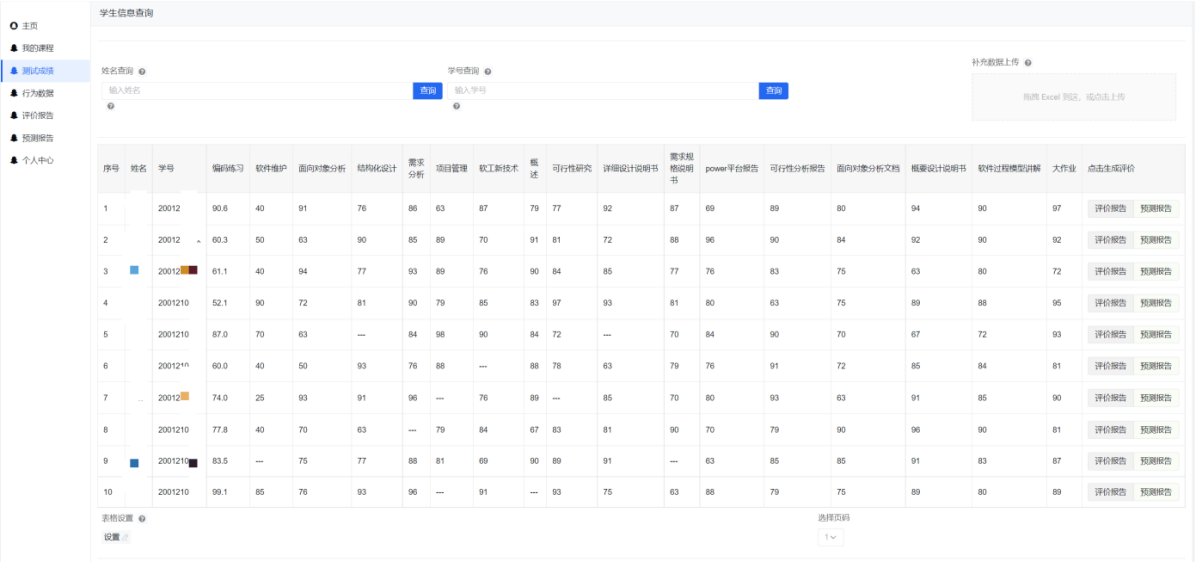 学生信息查询
主页
我的课程
测试成绩
行为数据
评价报告
预测报告
个人中心
姓名查询
学号查询
补充数据上传
输入姓名 查询
输入学号 查询
拖拽 Excel 到这，或点击上传
序号 姓名 学号 编码练习 软件维护 面向对象分析 结构化设计 需求分析 项目管理 软工新技术 概述 可行性研究 详细设计说明书 需求规格说明书 power平台报告 可行性分析报告 面向对象分析文档 概要设计说明书 软件过程模型讲解 大作业 点击生成评价
1 20012 90.6 40 91 76 86 63 87 79 77 92 87 69 89 80 94 90 97 评价报告 预测报告
2 20012 60.3 50 63 90 85 89 70 91 81 72 88 96 90 84 92 90 92 评价报告 预测报告
3 20012 61.1 40 94 77 93 89 76 90 84 85 77 76 83 75 63 80 72 评价报告 预测报告
4 2001210 52.1 90 72 81 90 79 85 83 97 93 81 80 63 75 89 88 95 评价报告 预测报告
5 2001210 87.0 70 63 --- 84 98 90 84 72 --- 70 84 90 70 67 72 93 评价报告 预测报告
6 2001210 60.0 40 50 93 76 88 --- 88 78 63 79 76 91 72 85 84 81 评价报告 预测报告
7 20012 74.0 25 93 91 96 --- 76 89 --- 85 70 80 93 63 91 85 90 评价报告 预测报告
8 2001210 77.8 40 70 63 --- 79 84 67 83 81 90 70 79 90 96 90 81 评价报告 预测报告
9 2001210 83.5 --- 75 77 88 81 69 90 89 91 --- 63 85 85 91 83 87 评价报告 预测报告
10 2001210 99.1 85 76 93 96 --- 91 --- 93 75 63 88 79 75 89 80 89 评价报告 预测报告
表格设置
选择页码
设置
1